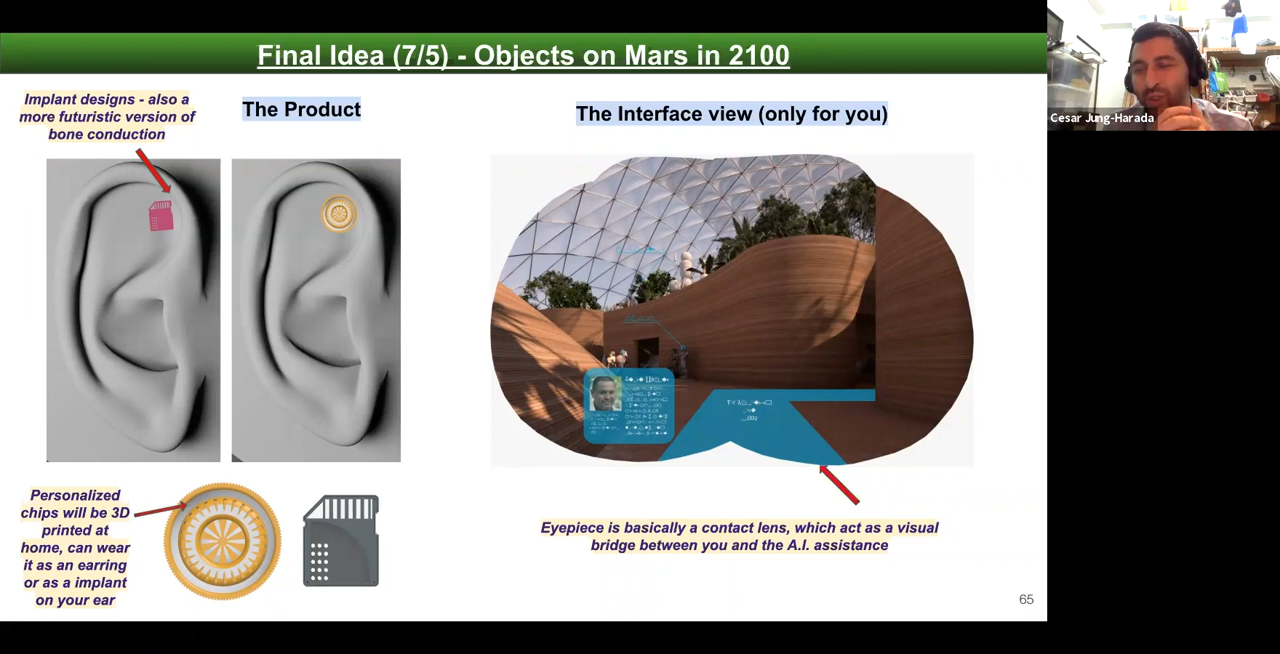 Final Idea (7/5) - Objects on Mars in 2100
Implant designs - also a
more futuristic version of
bone conduction
The Product
The Interface view (only for you)
Personalized
chips will be 3D
printed at
home, can wear
it as an earring
or as a implant
on your ear
Eyepiece is basically a contact lens, which act as a visual
bridge between you and the A.I. assistance
65
Cesar Jung-Harada